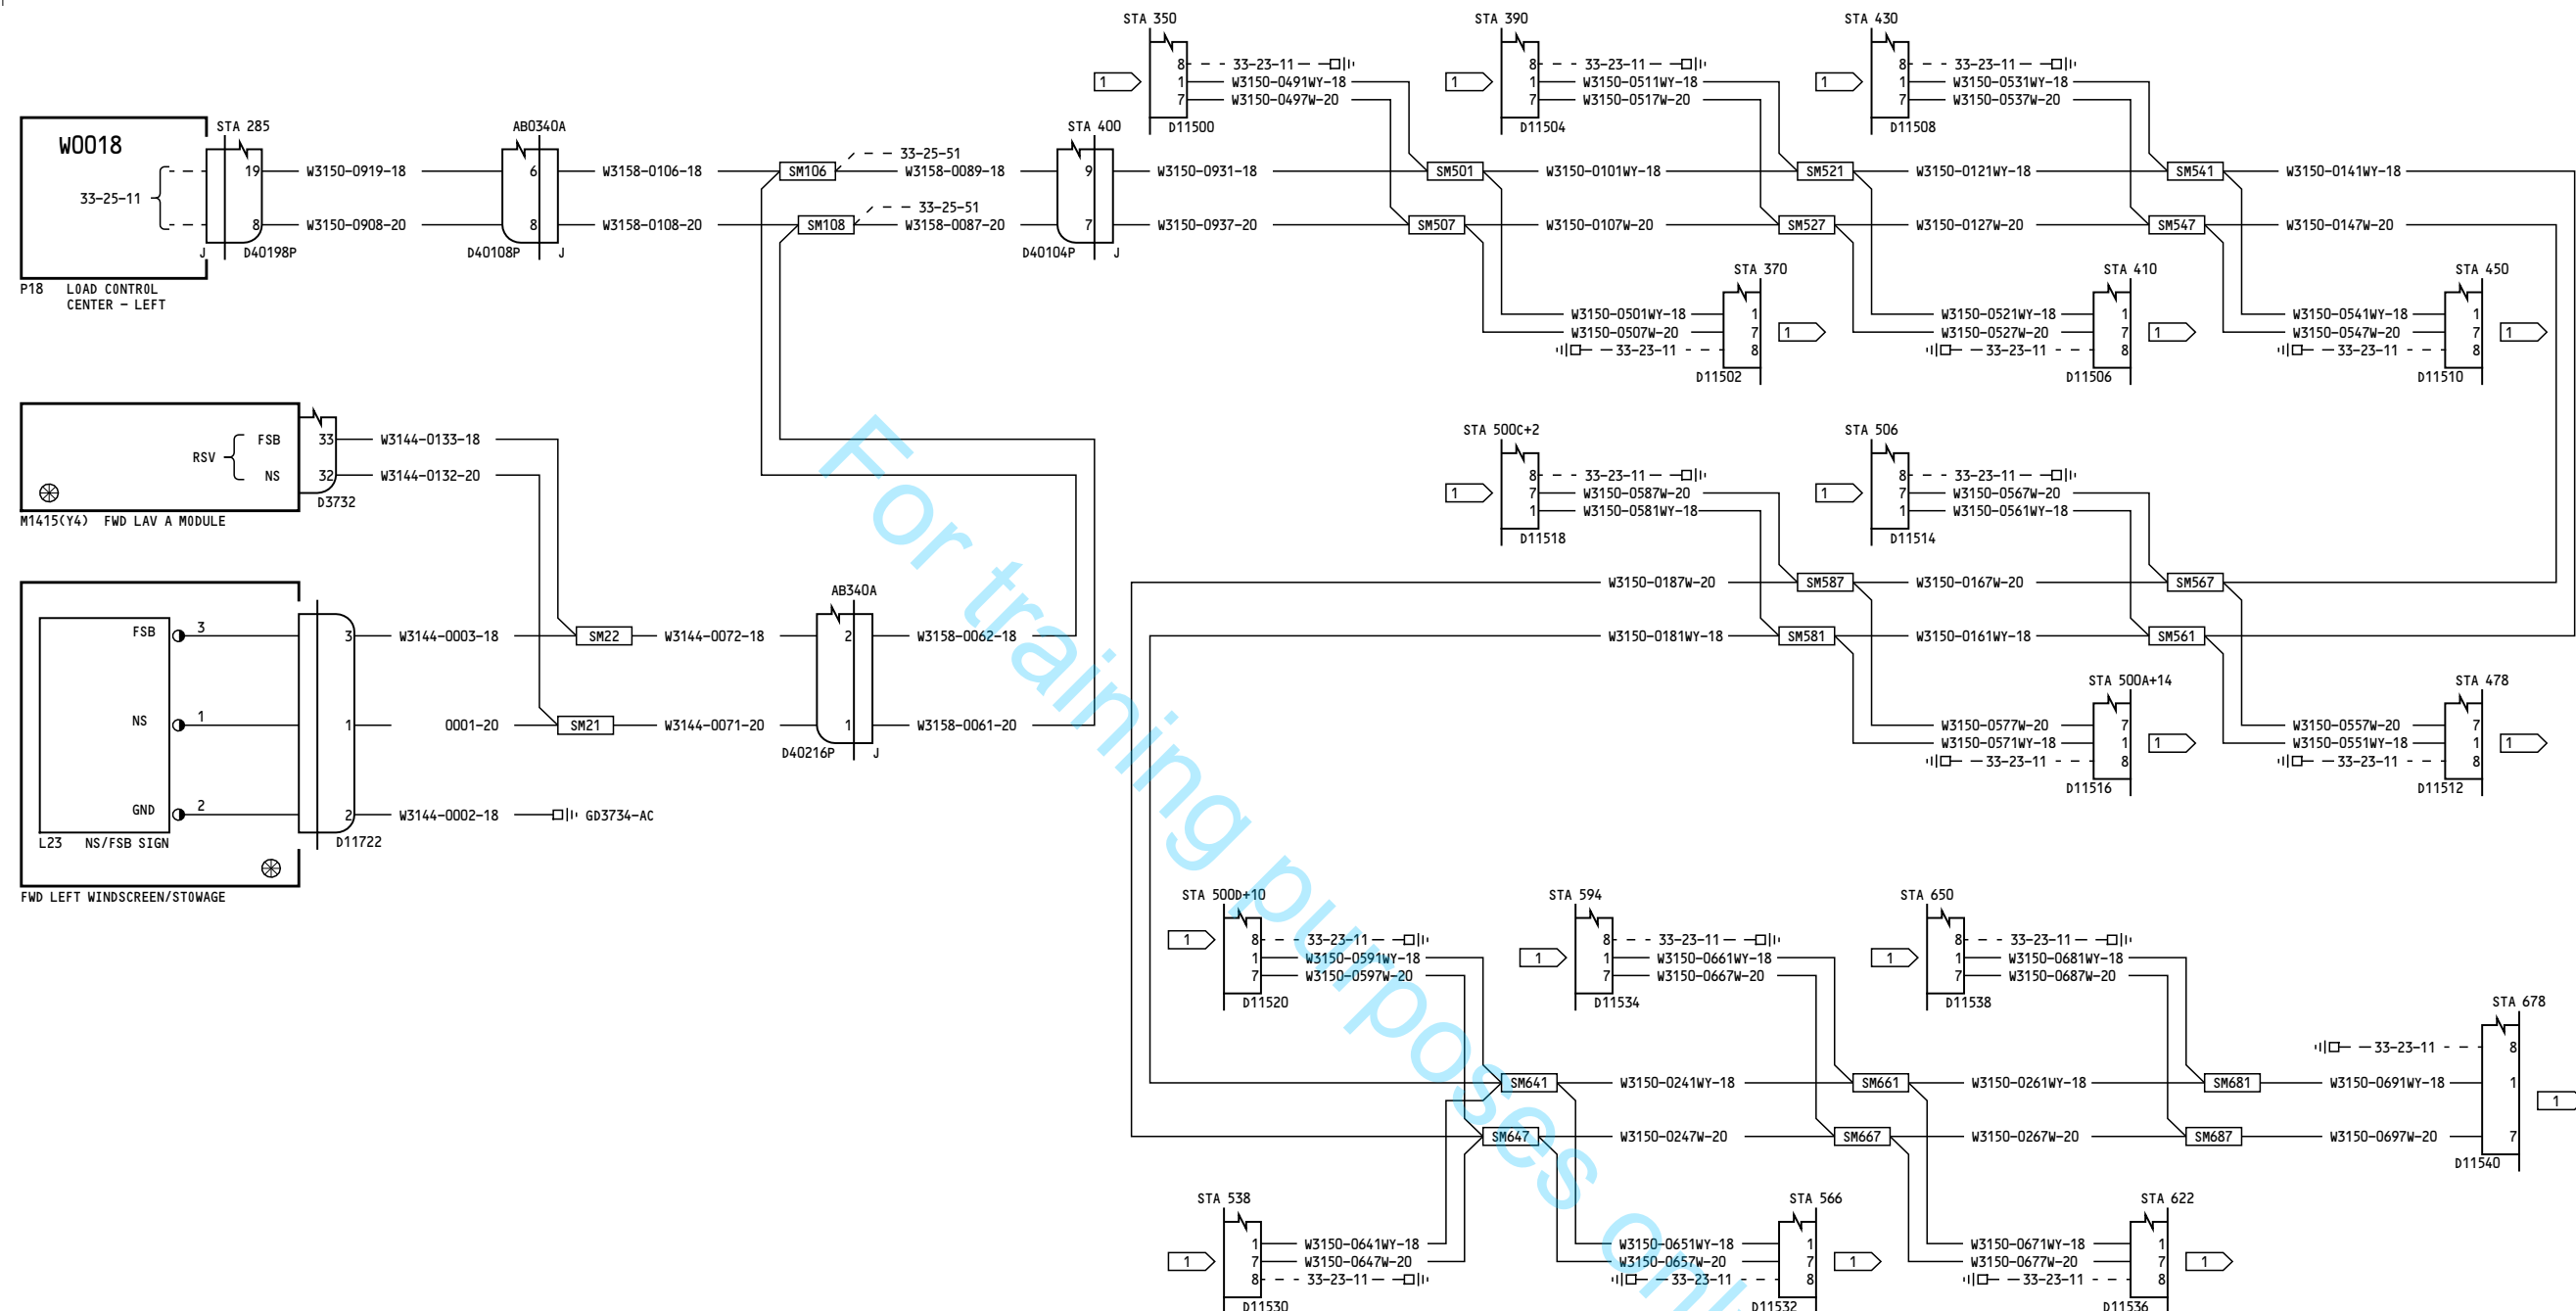 STA 350 STA 390 STA 430
8 33-23-11 8 33-23-11 8 33-23-11
1 1 W3150-0491WY-18 1 1 W3150-0511WY-18 1 1 W3150-0531WY-18
7 W3150-0497W-20 7 W3150-0517W-20 7 W3150-0537W-20
D11500 D11504 D11508
W0018 STA 285 AB0340A STA 400
33-25-51
19 W3150-0919-18 6 W3158-0106-18 SM106 W3158-0089-18 9 W3150-0931-18 SM501 W3150-0101WY-18 SM521 W3150-0121WY-18 SM541 W3150-0141WY-18
33-25-11 33-25-51
8 W3150-0908-20 8 W3158-0108-20 SM108 W3158-0087-20 7 W3150-0937-20 SM507 W3150-0107W-20 SM527 W3150-0127W-20 SM547 W3150-0147W-20
J D40198P D40108P J D40104P J
P18 LOAD CONTROL
CENTER - LEFT
STA 370 STA 410 STA 450
W3150-0501WY-18 1 W3150-0521WY-18 1 W3150-0541WY-18 1
W3150-0507W-20 7 1 W3150-0527W-20 7 1 W3150-0547W-20 7 1
33-23-11 8 33-23-11 8 33-23-11 8
D11502 D11506 D11510
RSV FSB 33 W3144-0133-18
NS 32 W3144-0132-20
D3732
M1415(Y4) FWD LAV A MODULE
STA 500C+2 STA 506
8 33-23-11 8 33-23-11
1 7 W3150-0587W-20 1 7 W3150-0567W-20
1 W3150-0581WY-18 1 W3150-0561WY-18
D11518 D11514
W3150-0187W-20 SM587 W3150-0167W-20 SM567
W3150-0181WY-18 SM581 W3150-0161WY-18 SM561
AB340A
FSB 3 3 W3144-0003-18 SM22 W3144-0072-18 2 W3158-0062-18
NS 1 1 0001-20 SM21 W3144-0071-20 1 W3158-0061-20
D40216P J
GND 2 2 W3144-0002-18 GD3734-AC
L23 NS/FSB SIGN D11722
FWD LEFT WINDSCREEN/STOWAGE
STA 500A+14 STA 478
W3150-0577W-20 7 W3150-0557W-20 7
W3150-0571WY-18 1 1 W3150-0551WY-18 1 1
33-23-11 8 33-23-11 8
D11516 D11512
STA 500D+10 STA 594 STA 650
1 8 33-23-11 8 33-23-11 8 33-23-11
1 W3150-0591WY-18 1 1 W3150-0661WY-18 1 1 W3150-0681WY-18
7 W3150-0597W-20 7 W3150-0667W-20 7 W3150-0687W-20
D11520 D11534 D11538
STA 678
33-23-11 8
SM641 W3150-0241WY-18 SM661 W3150-0261WY-18 SM681 W3150-0691WY-18 1
1
SM647 W3150-0247W-20 SM667 W3150-0267W-20 SM687 W3150-0697W-20 7
D11540
STA 538 STA 566 STA 622
1 W3150-0641WY-18 W3150-0651WY-18 1 W3150-0671WY-18 1
1 7 W3150-0647W-20 W3150-0657W-20 7 1 W3150-0677W-20 7 1
8 33-23-11 33-23-11 8 33-23-11 8
D11530 D11532 D11536
For training purposes only